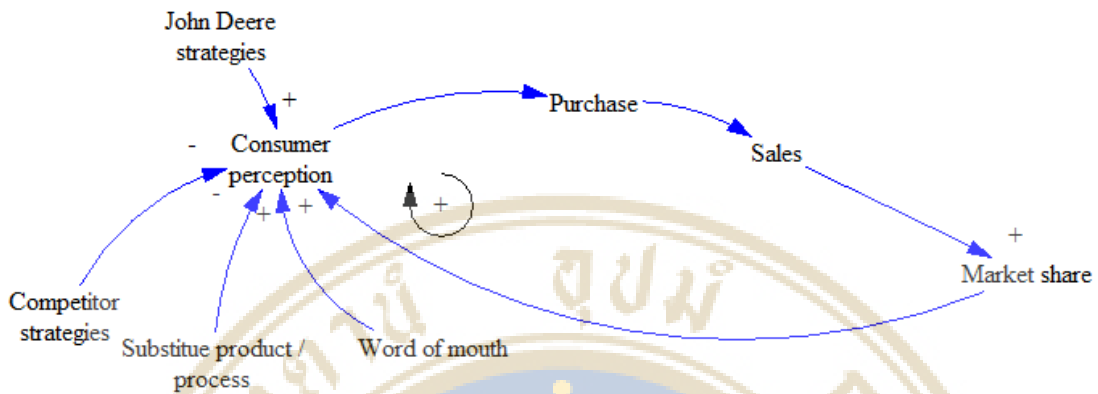 John Deere
strategies
+
Purchase
-
Consumer
perception
Sales
-
+
+
+
+
Market share
Competitor
strategies
Substitue product /
process
Word of mouth